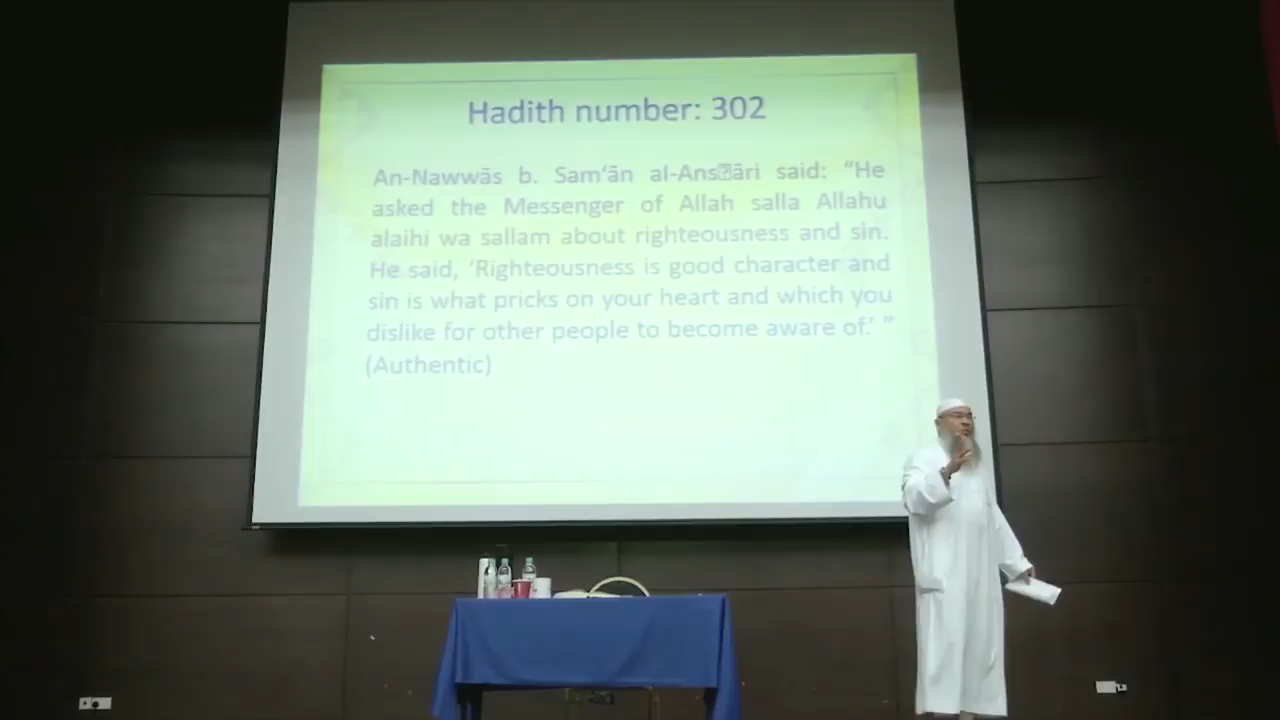 Hadith number: 302
An-Nawwās b. Sam‘ān al-Ans�āri said: “He
asked the Messenger of Allah salla Allahu
alaihi wa sallam about righteousness and sin.
He said, ‘Righteousness is good character and
sin is what pricks on your heart and which you
dislike for other people to become aware of.’ ”
(Authentic)